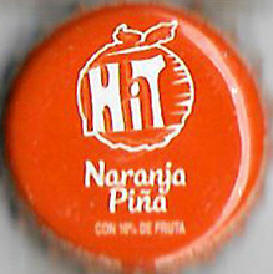 HiT
Naranja
Piña
CON 10% DE FRUTA